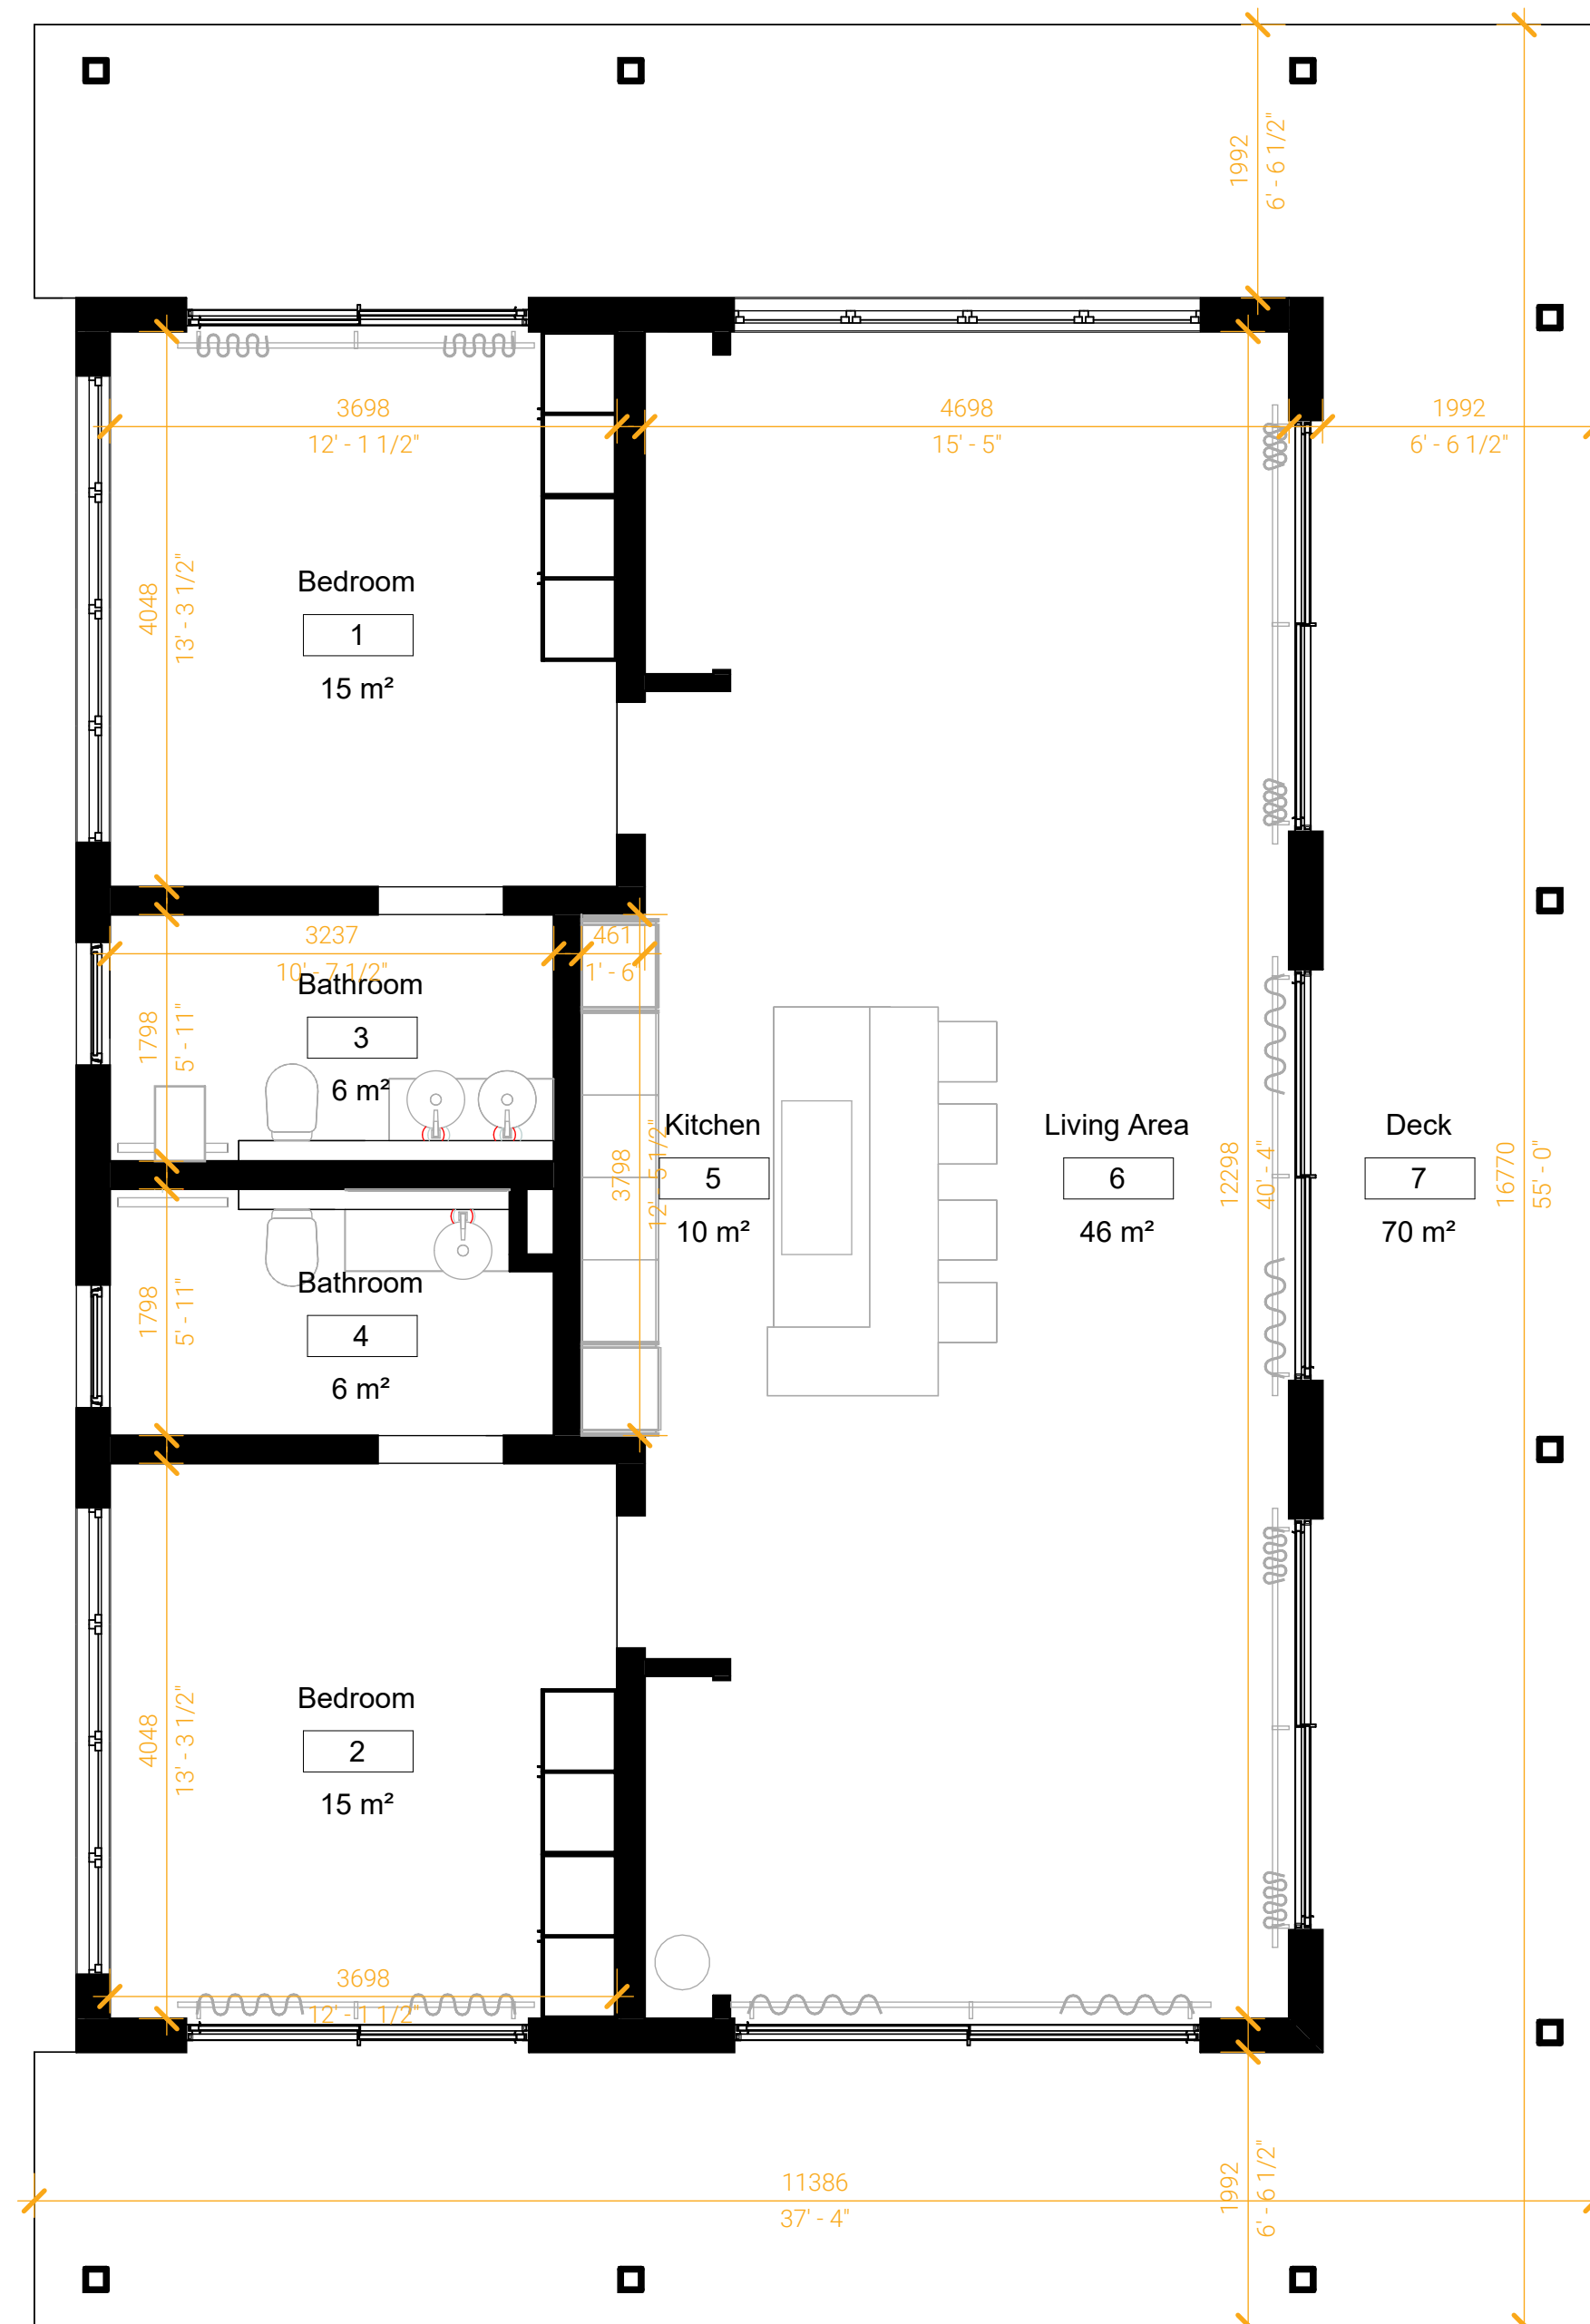 1992
6' - 6 1/2"
3698
12' - 1 1/2"
4698
15' - 5"
1992
6' - 6 1/2"
4048
13' - 3 1/2"
Bedroom
1
15 m²
3237
10' - 7 1/2"
461
1' - 6"
Bathroom
3
6 m²
1798
5' - 11"
Kitchen
5
10 m²
3798
12' - 5 1/2"
Living Area
6
46 m²
12298
40' - 4"
Deck
7
70 m²
16770
55' - 0"
Bathroom
4
6 m²
1798
5' - 11"
Bedroom
2
15 m²
4048
13' - 3 1/2"
3698
12' - 1 1/2"
11386
37' - 4"
1992
6' - 6 1/2"